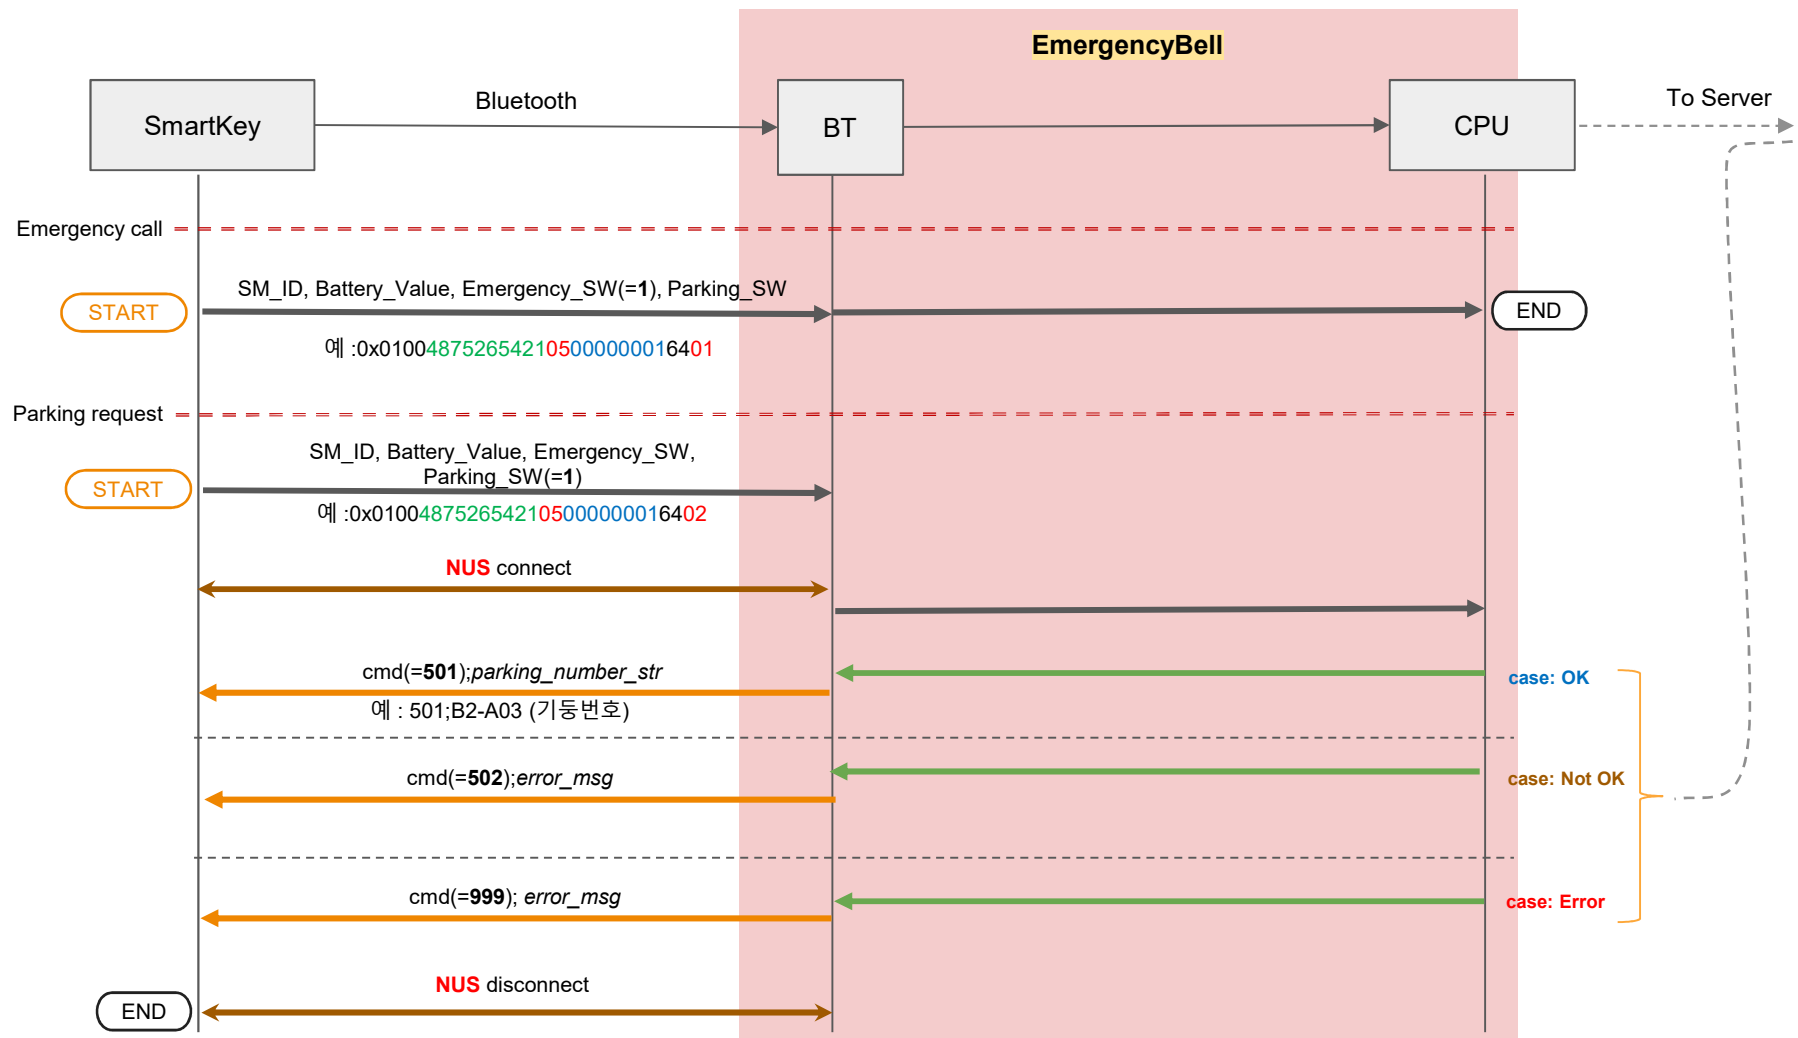 EmergencyBell
SmartKey
Bluetooth
BT
CPU
To Server
Emergency call
START
SM_ID, Battery_Value, Emergency_SW(=1), Parking_SW
END
예 :0x0100487526542105000000016401
Parking request
START
SM_ID, Battery_Value, Emergency_SW,
Parking_SW(=1)
예 :0x0100487526542105000000016402
NUS connect
cmd(=501);parking_number_str
case: OK
예 : 501;B2-A03 (기둥번호)
cmd(=502);error_msg
case: Not OK
cmd(=999); error_msg
case: Error
NUS disconnect
END